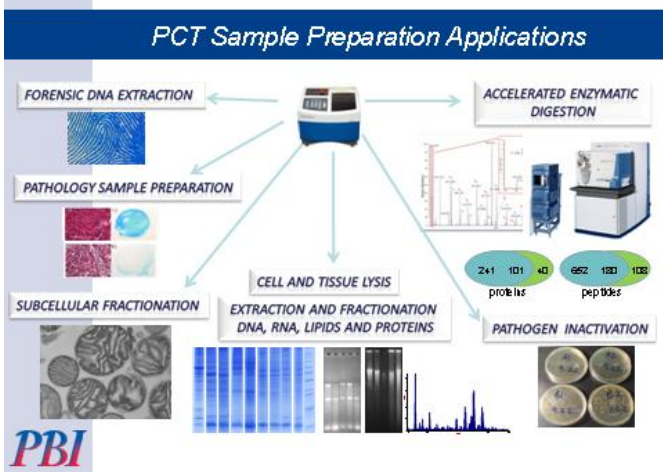 PCT Sample Preparation Applications
FORENSIC DNA EXTRACTION
ACCELERATED ENZYMATIC
DIGESTION
PATHOLOGY SAMPLE PREPARATION
241 101 40
proteins
652 180 108
peptides
CELL AND TISSUE LYSIS
SUBCELLULAR FRACTIONATION
EXTRACTION AND FRACTIONATION
DNA, RNA, LIPIDS AND PROTEINS
PATHOGEN INACTIVATION
PBI